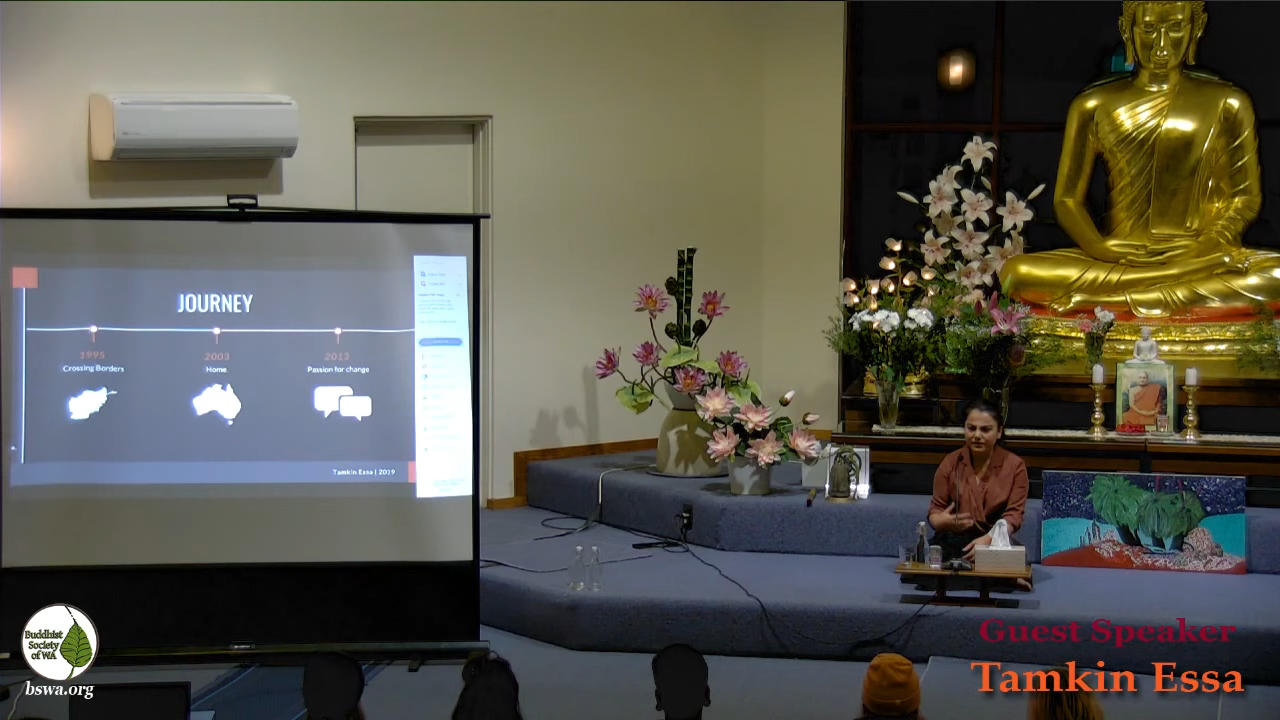 JOURNEY
1995
Crossing Borders
2003
Home
2013
Passion for change
Tamkin Essa | 2019
Buddhist
Society
of WA
bswa.org
Guest Speaker
Tamkin Essa